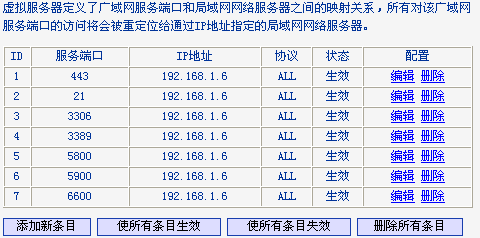 虚拟服务器定义了广域网服务端口和局域网网络服务器之间的映射关系，所有对该广域网
服务端口的访问将会被重定位给通过IP地址指定的局域网网络服务器。
ID 服务端口 IP地址 协议 状态 配置
1 443 192.168.1.6 ALL 生效 编辑 删除
2 21 192.168.1.6 ALL 生效 编辑 删除
3 3306 192.168.1.6 ALL 生效 编辑 删除
4 3389 192.168.1.6 ALL 生效 编辑 删除
5 5800 192.168.1.6 ALL 生效 编辑 删除
6 5900 192.168.1.6 ALL 生效 编辑 删除
7 6600 192.168.1.6 ALL 生效 编辑 删除
添加新条目 使所有条目生效 使所有条目失效 删除所有条目